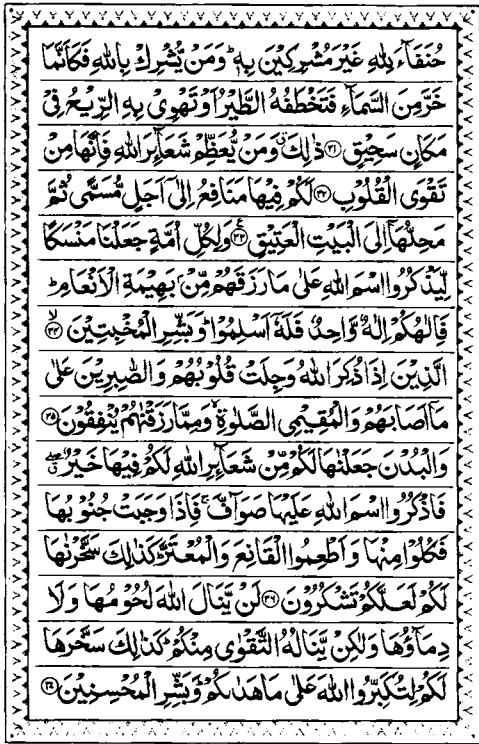 حُنَفَآءَ لِلّٰهِ غَيْرَ مُشْرِكِيْنَ بِهٖ ؕ وَمَنْ يُّشْرِكْ بِاللّٰهِ فَكَاَنَّمَا
خَرَّ مِنَ السَّمَآءِ فَتَخْطَفُهُ الطَّيْرُ اَوْ تَهْوِيْ بِهِ الرِّيْحُ فِيْ
مَكَانٍ سَحِيْقٍ ﴿۳۱﴾ ذٰلِكَ ۗ وَمَنْ يُّعَظِّمْ شَعَآئِرَ اللّٰهِ فَاِنَّهَا مِنْ
تَقْوَى الْقُلُوْبِ ﴿۳۲﴾ لَكُمْ فِيْهَا مَنَافِعُ اِلٰٓى اَجَلٍ مُّسَمًّى ثُمَّ
مَحِلُّهَآ اِلَى الْبَيْتِ الْعَتِيْقِ ﴿۳۳﴾ وَلِكُلِّ اُمَّةٍ جَعَلْنَا مَنْسَكًا
لِّيَذْكُرُوا اسْمَ اللّٰهِ عَلٰى مَا رَزَقَهُمْ مِّنْۢ بَهِيْمَةِ الْاَنْعَامِ ؕ
فَاِلٰهُكُمْ اِلٰهٌ وَّاحِدٌ فَلَهٗٓ اَسْلِمُوْا ؕ وَبَشِّرِ الْمُخْبِتِيْنَ ﴿۳۴﴾
الَّذِيْنَ اِذَا ذُكِرَ اللّٰهُ وَجِلَتْ قُلُوْبُهُمْ وَالصّٰبِرِيْنَ عَلٰى
مَآ اَصَابَهُمْ وَالْمُقِيْمِي الصَّلٰوةِ ۙ وَمِمَّا رَزَقْنٰهُمْ يُنْفِقُوْنَ ﴿۳۵﴾
وَالْبُدْنَ جَعَلْنٰهَا لَكُمْ مِّنْ شَعَآئِرِ اللّٰهِ لَكُمْ فِيْهَا خَيْرٌ ۖ
فَاذْكُرُوا اسْمَ اللّٰهِ عَلَيْهَا صَوَآفَّ ۚ فَاِذَا وَجَبَتْ جُنُوْبُهَا
فَكُلُوْا مِنْهَا وَاَطْعِمُوا الْقَانِعَ وَالْمُعْتَرَّ ؕ كَذٰلِكَ سَخَّرْنٰهَا
لَكُمْ لَعَلَّكُمْ تَشْكُرُوْنَ ﴿۳۶﴾ لَنْ يَّنَالَ اللّٰهَ لُحُوْمُهَا وَلَا
دِمَآؤُهَا وَلٰكِنْ يَّنَالُهُ التَّقْوٰى مِنْكُمْ ؕ كَذٰلِكَ سَخَّرَهَا
لَكُمْ لِتُكَبِّرُوا اللّٰهَ عَلٰى مَا هَدٰىكُمْ ؕ وَبَشِّرِ الْمُحْسِنِيْنَ ﴿۳۷﴾